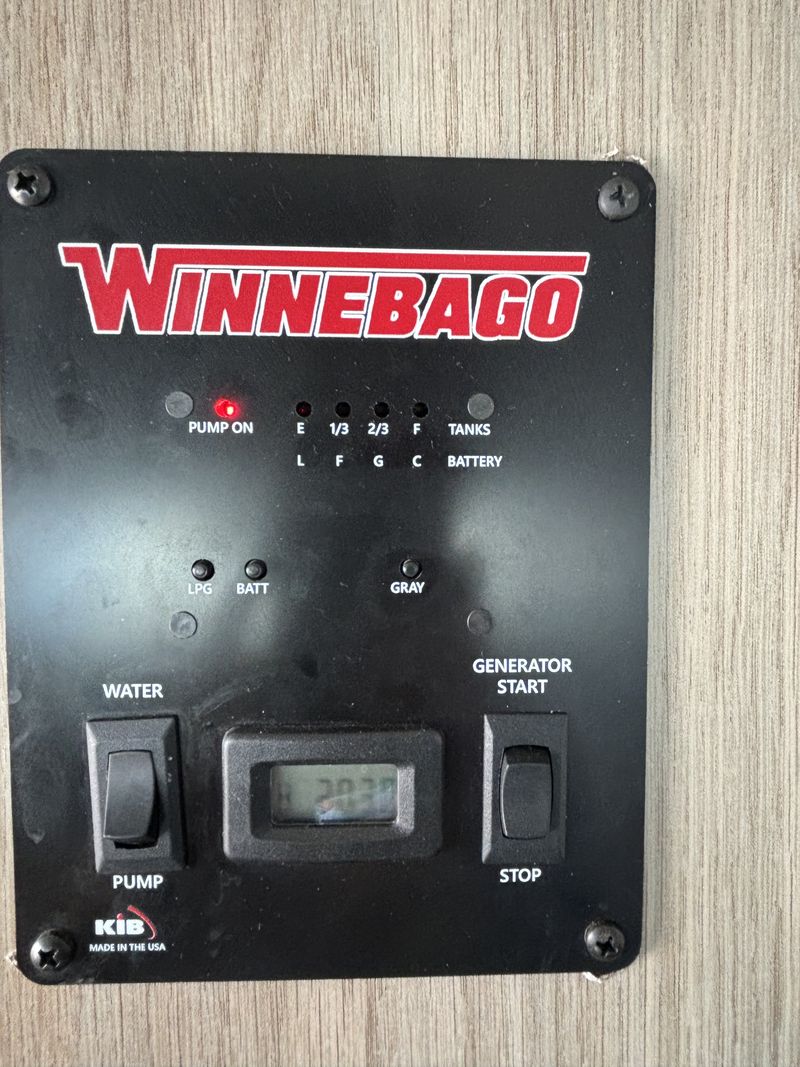 WINNEBAGO
PUMP ON
E 1/3 2/3 F TANKS
L F G C BATTERY
LPG BATT GRAY
GENERATOR
START
WATER
PUMP
STOP
KIB
MADE IN THE USA